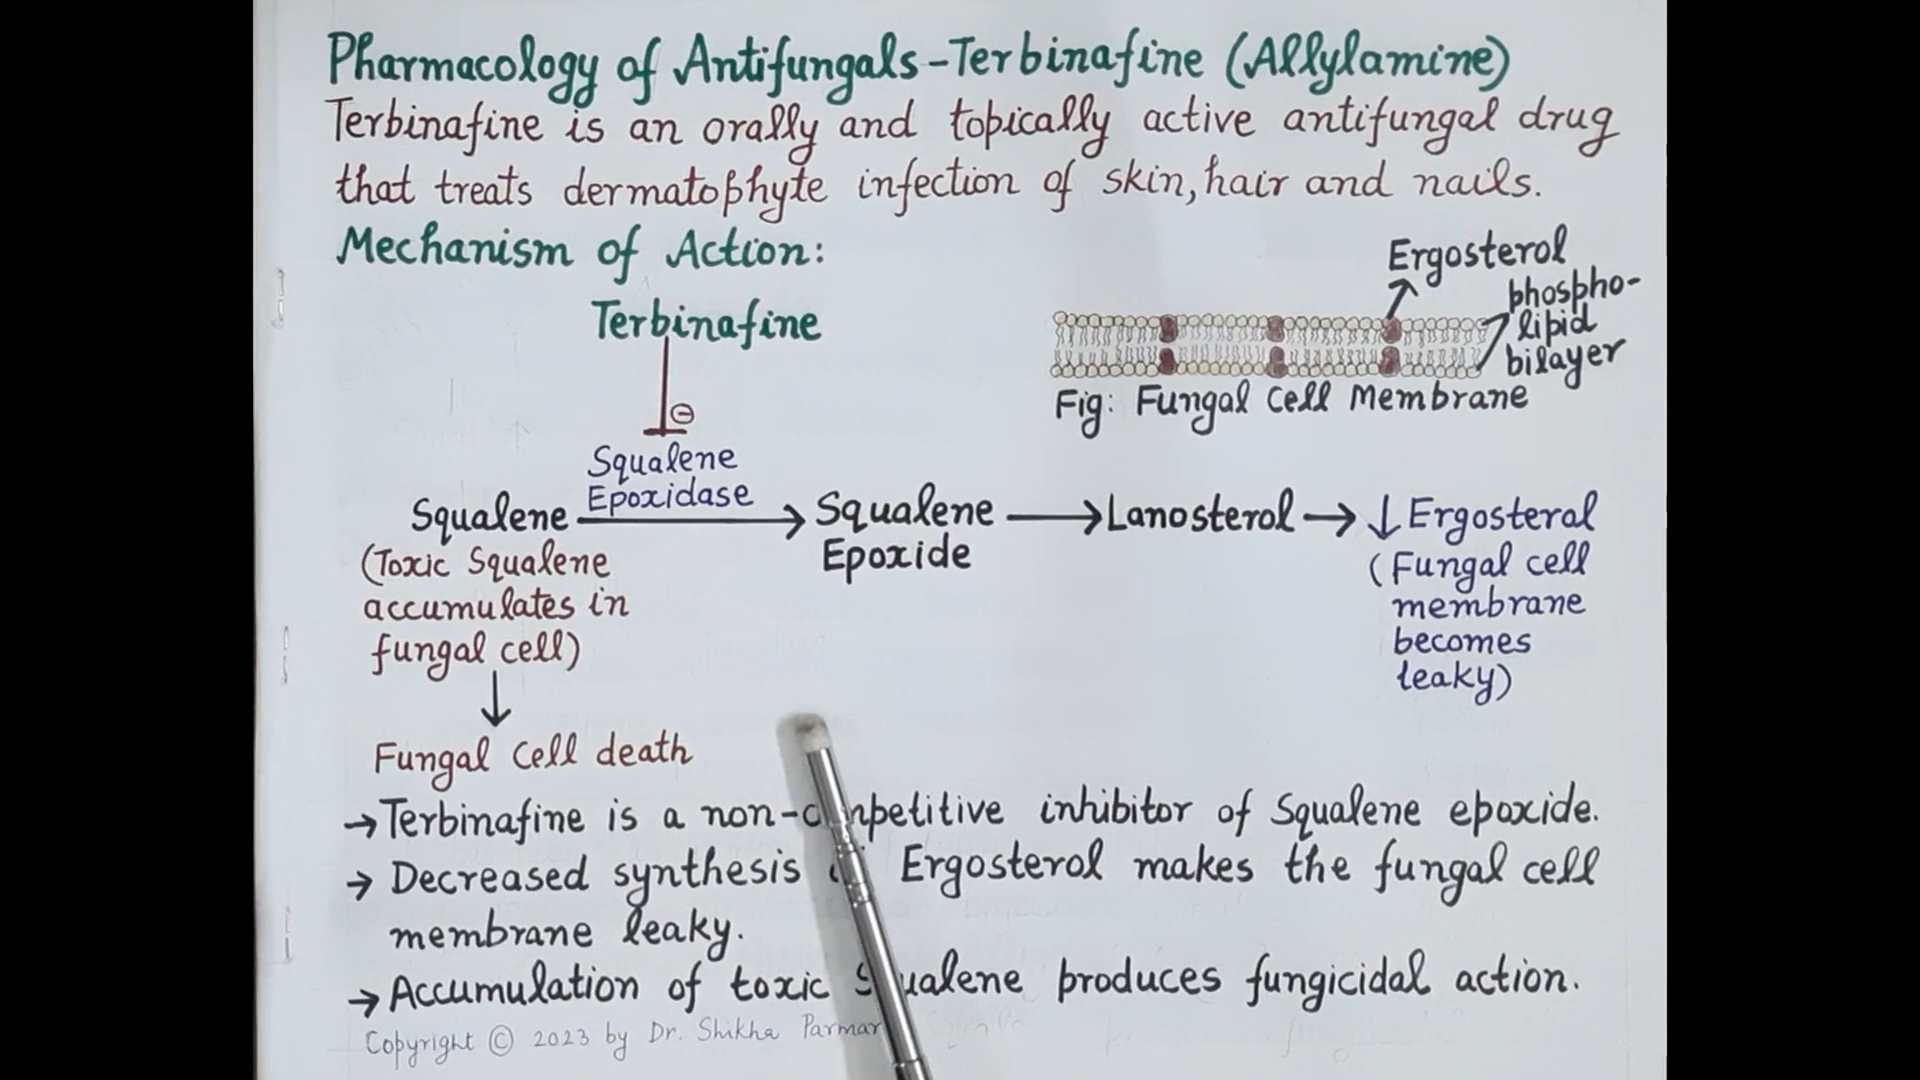 Pharmacology of Antifungals-Terbinafine (Allylamine)
Terbinafine is an orally and topically active antifungal drug
that treats dermatophyte infection of skin, hair and nails.
Mechanism of Action:
Ergosterol
phospho-
lipid
bilayer
Fig: Fungal Cell Membrane
Terbinafine
⊖
Squalene
Epoxidase
Squalene → Squalene → Lanosterol → ↓ Ergosteral
Epoxide
(Toxic Squalene
accumulates in
fungal cell)
(Fungal cell
membrane
becomes
leaky)
↓
Fungal Cell death
→ Terbinafine is a non-competitive inhibitor of Squalene epoxide.
→ Decreased synthesis Ergosterol makes the fungal cell
membrane leaky.
→ Accumulation of toxic Squalene produces fungicidal action.
Copyright © 2023 by Dr. Shikha Parmar